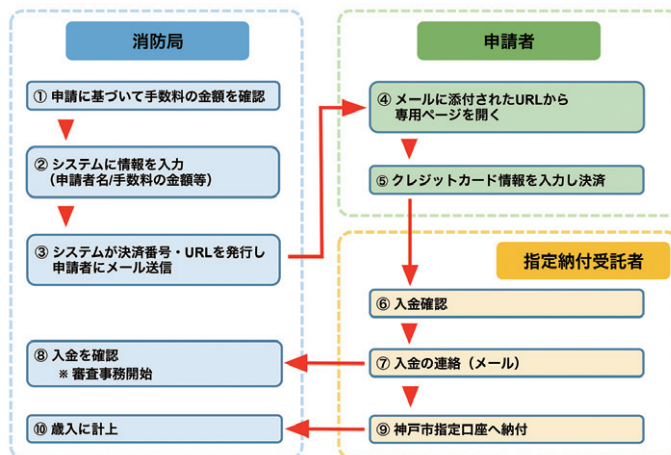 消防局
① 申請に基づいて手数料の金額を確認
② システムに情報を入力
（申請者名/手数料の金額等）
③ システムが決済番号・URLを発行し
申請者にメール送信
申請者
④ メールに添付されたURLから
専用ページを開く
⑤ クレジットカード情報を入力し決済
指定納付受託者
⑥ 入金確認
⑦ 入金の連絡（メール）
⑧ 入金を確認
※ 審査事務開始
⑨ 神戸市指定口座へ納付
⑩ 歳入に計上